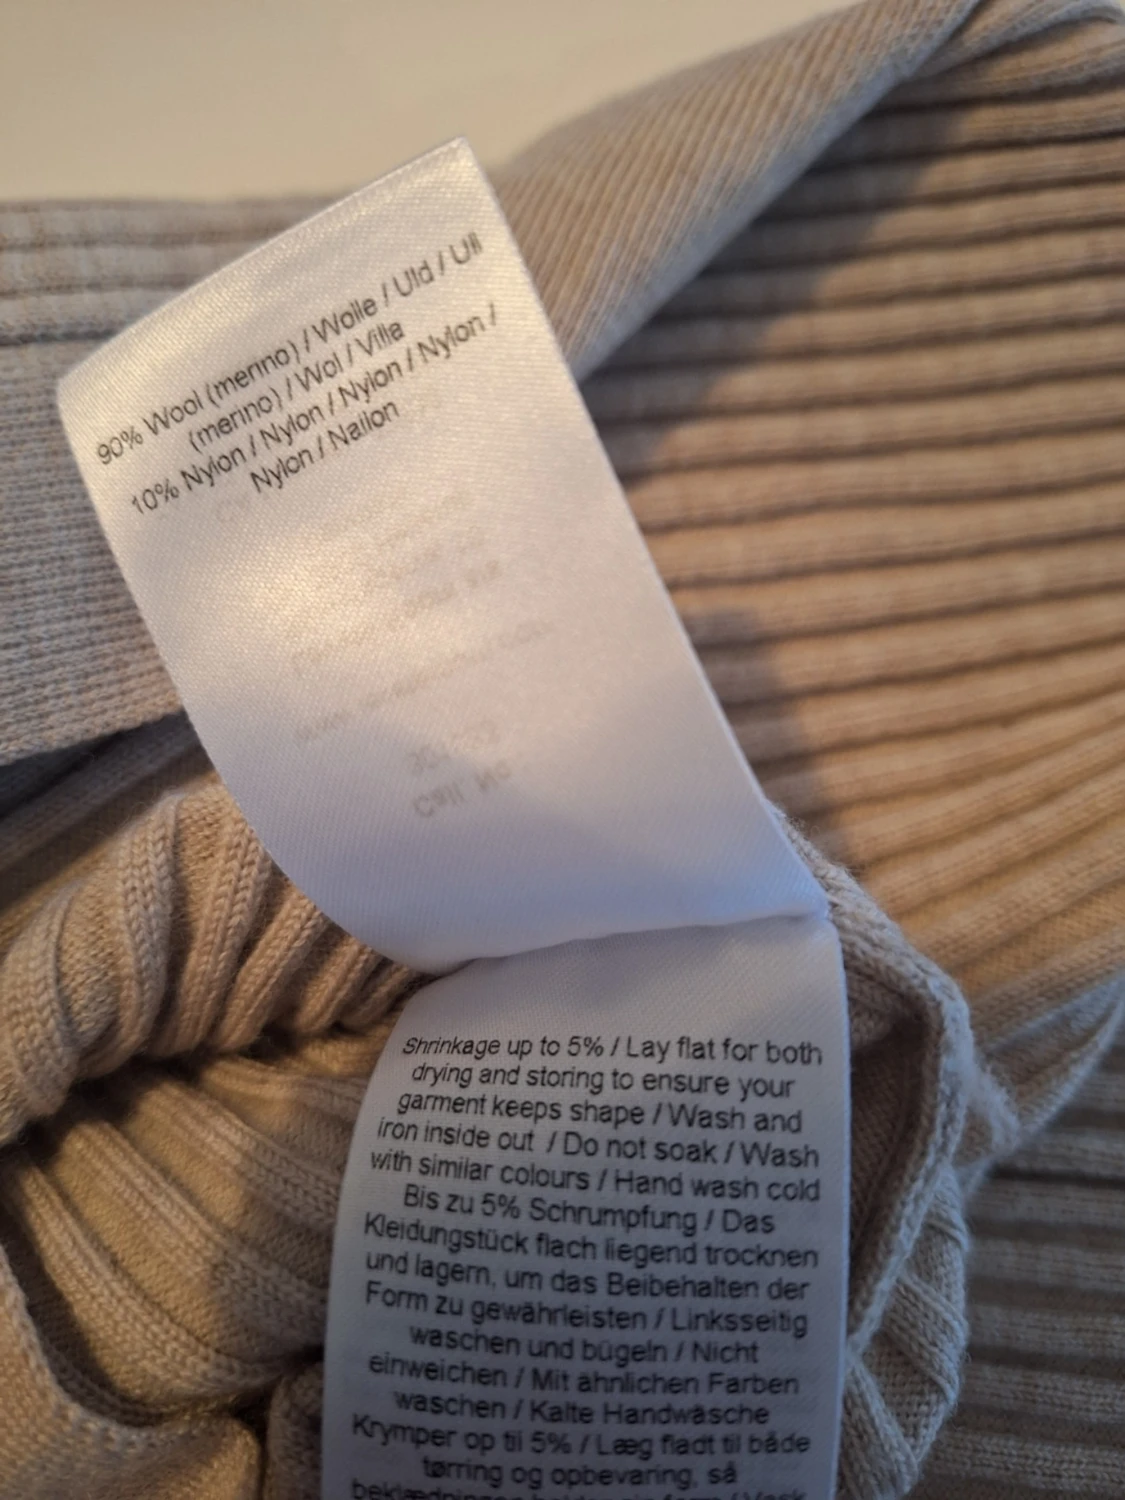 90% Wool (merino) / Wolle / Uld / Ull
(merino) / Wol / Villa
10% Nylon / Nylon / Nylon / Nylon /
Nylon / Nailon
Shrinkage up to 5% / Lay flat for both
drying and storing to ensure your
garment keeps shape / Wash and
iron inside out / Do not soak / Wash
with similar colours / Hand wash cold
Bis zu 5% Schrumpfung / Das
Kleidungstück flach liegend trocknen
und lagern, um das Beibehalten der
Form zu gewährleisten / Linksseitig
waschen und bügeln / Nicht
einweichen / Mit ähnlichen Farben
waschen / Kalte Handwäsche
Krymper op til 5% / Læg fladt til både
tørring og opbevaring, så